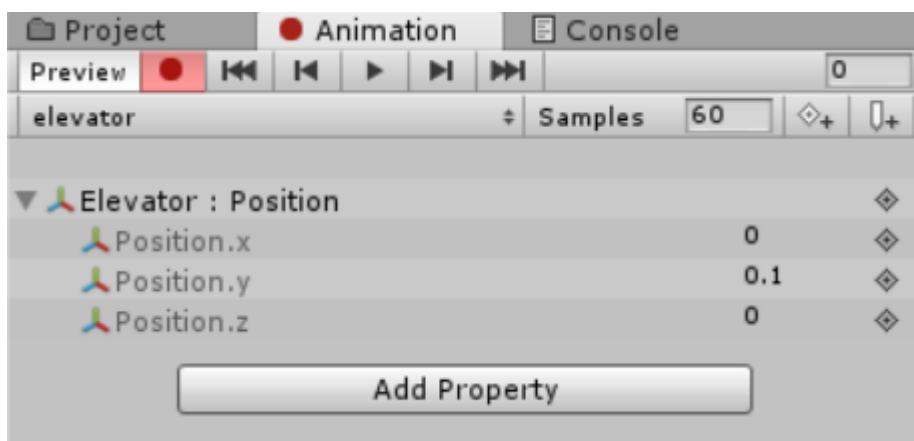 Project Animation Console
Preview 0
elevator Samples 60
Elevator : Position
Position.x 0
Position.y 0.1
Position.z 0
Add Property